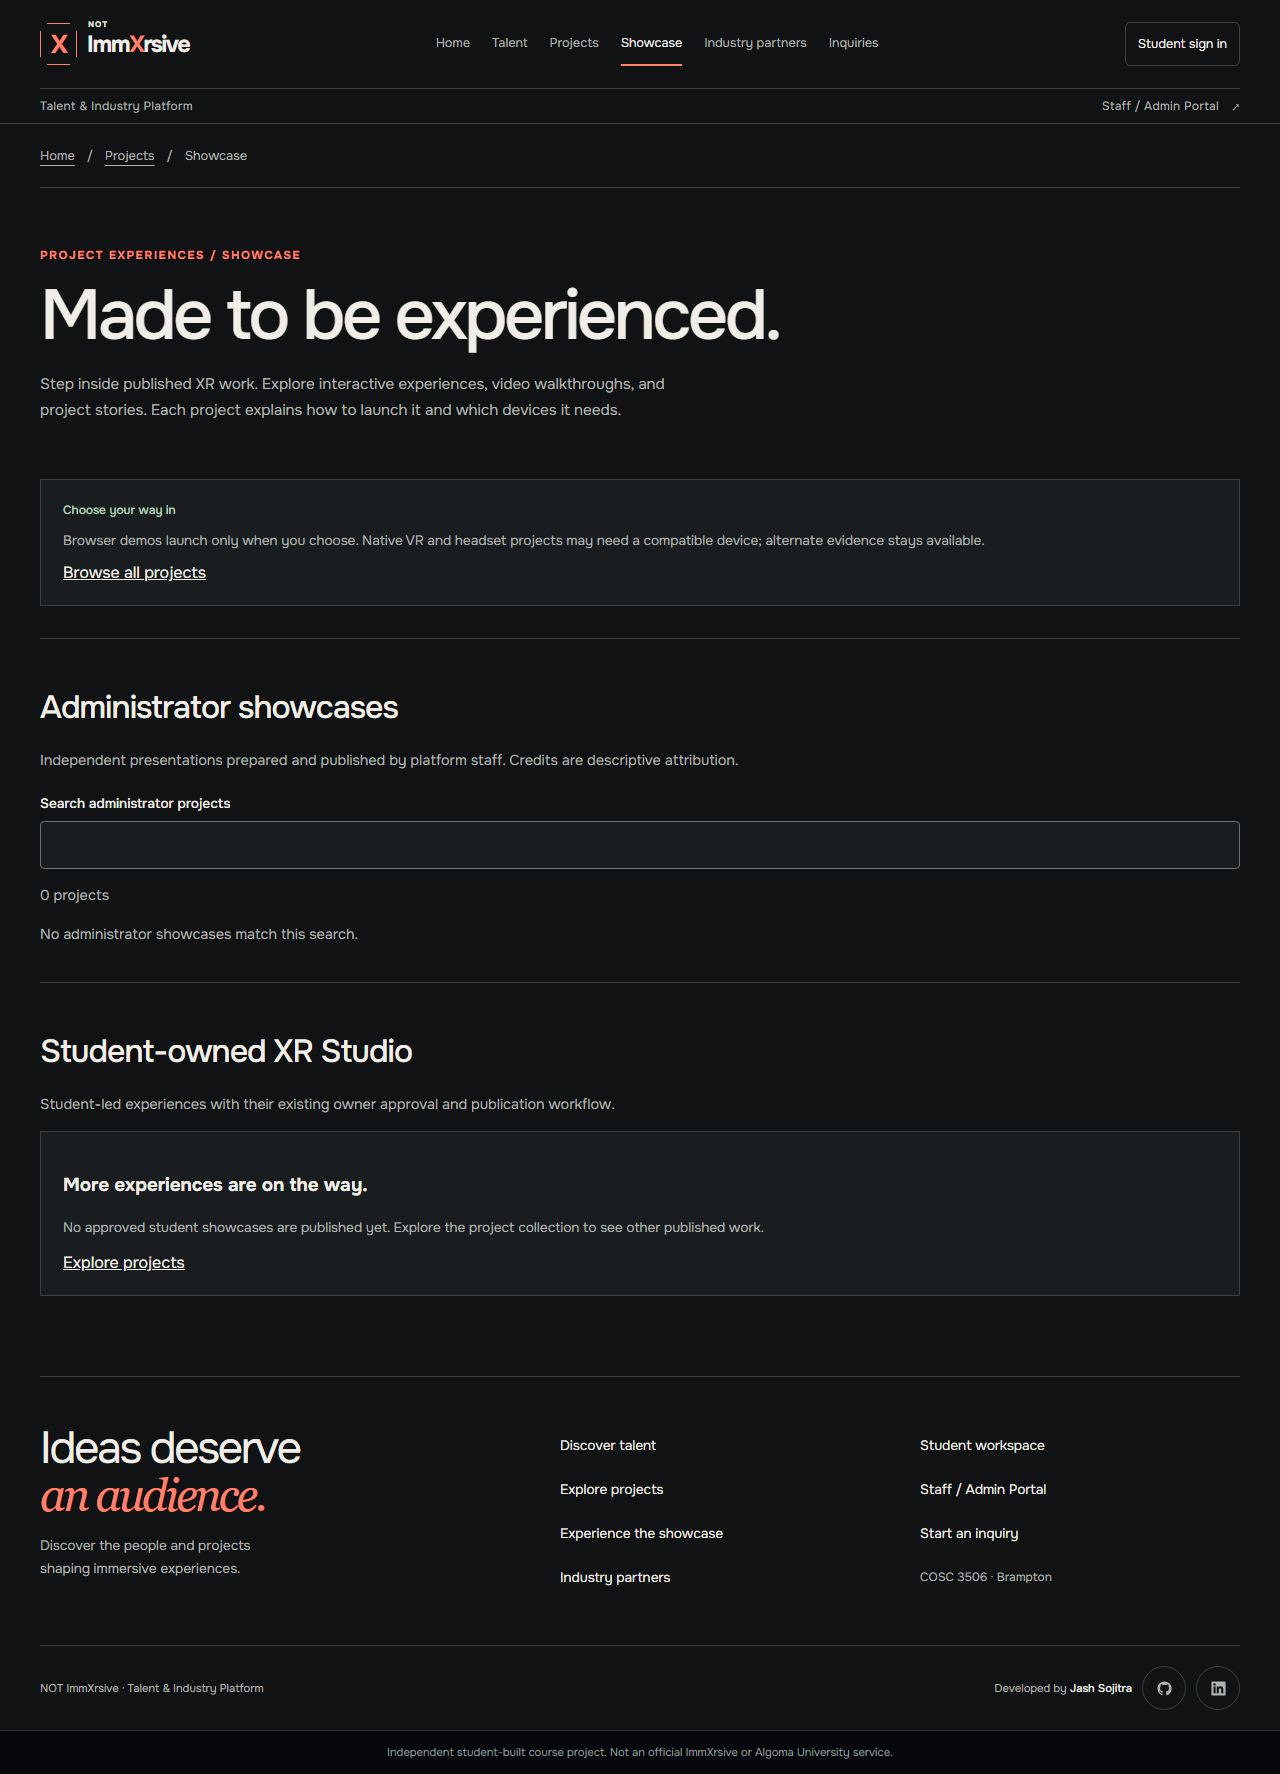 NOT
X ImmXrsive
Home Talent Projects Showcase Industry partners Inquiries
Student sign in
Talent & Industry Platform
Staff / Admin Portal ↗
Home / Projects / Showcase
PROJECT EXPERIENCES / SHOWCASE
Made to be experienced.
Step inside published XR work. Explore interactive experiences, video walkthroughs, and
project stories. Each project explains how to launch it and which devices it needs.
Choose your way in
Browser demos launch only when you choose. Native VR and headset projects may need a compatible device; alternate evidence stays available.
Browse all projects
Administrator showcases
Independent presentations prepared and published by platform staff. Credits are descriptive attribution.
Search administrator projects
0 projects
No administrator showcases match this search.
Student-owned XR Studio
Student-led experiences with their existing owner approval and publication workflow.
More experiences are on the way.
No approved student showcases are published yet. Explore the project collection to see other published work.
Explore projects
Ideas deserve
an audience.
Discover the people and projects
shaping immersive experiences.
Discover talent
Explore projects
Experience the showcase
Industry partners
Student workspace
Staff / Admin Portal
Start an inquiry
COSC 3506 · Brampton
NOT ImmXrsive · Talent & Industry Platform
Developed by Jash Sojitra
in
Independent student-built course project. Not an official ImmXrsive or Algoma University service.